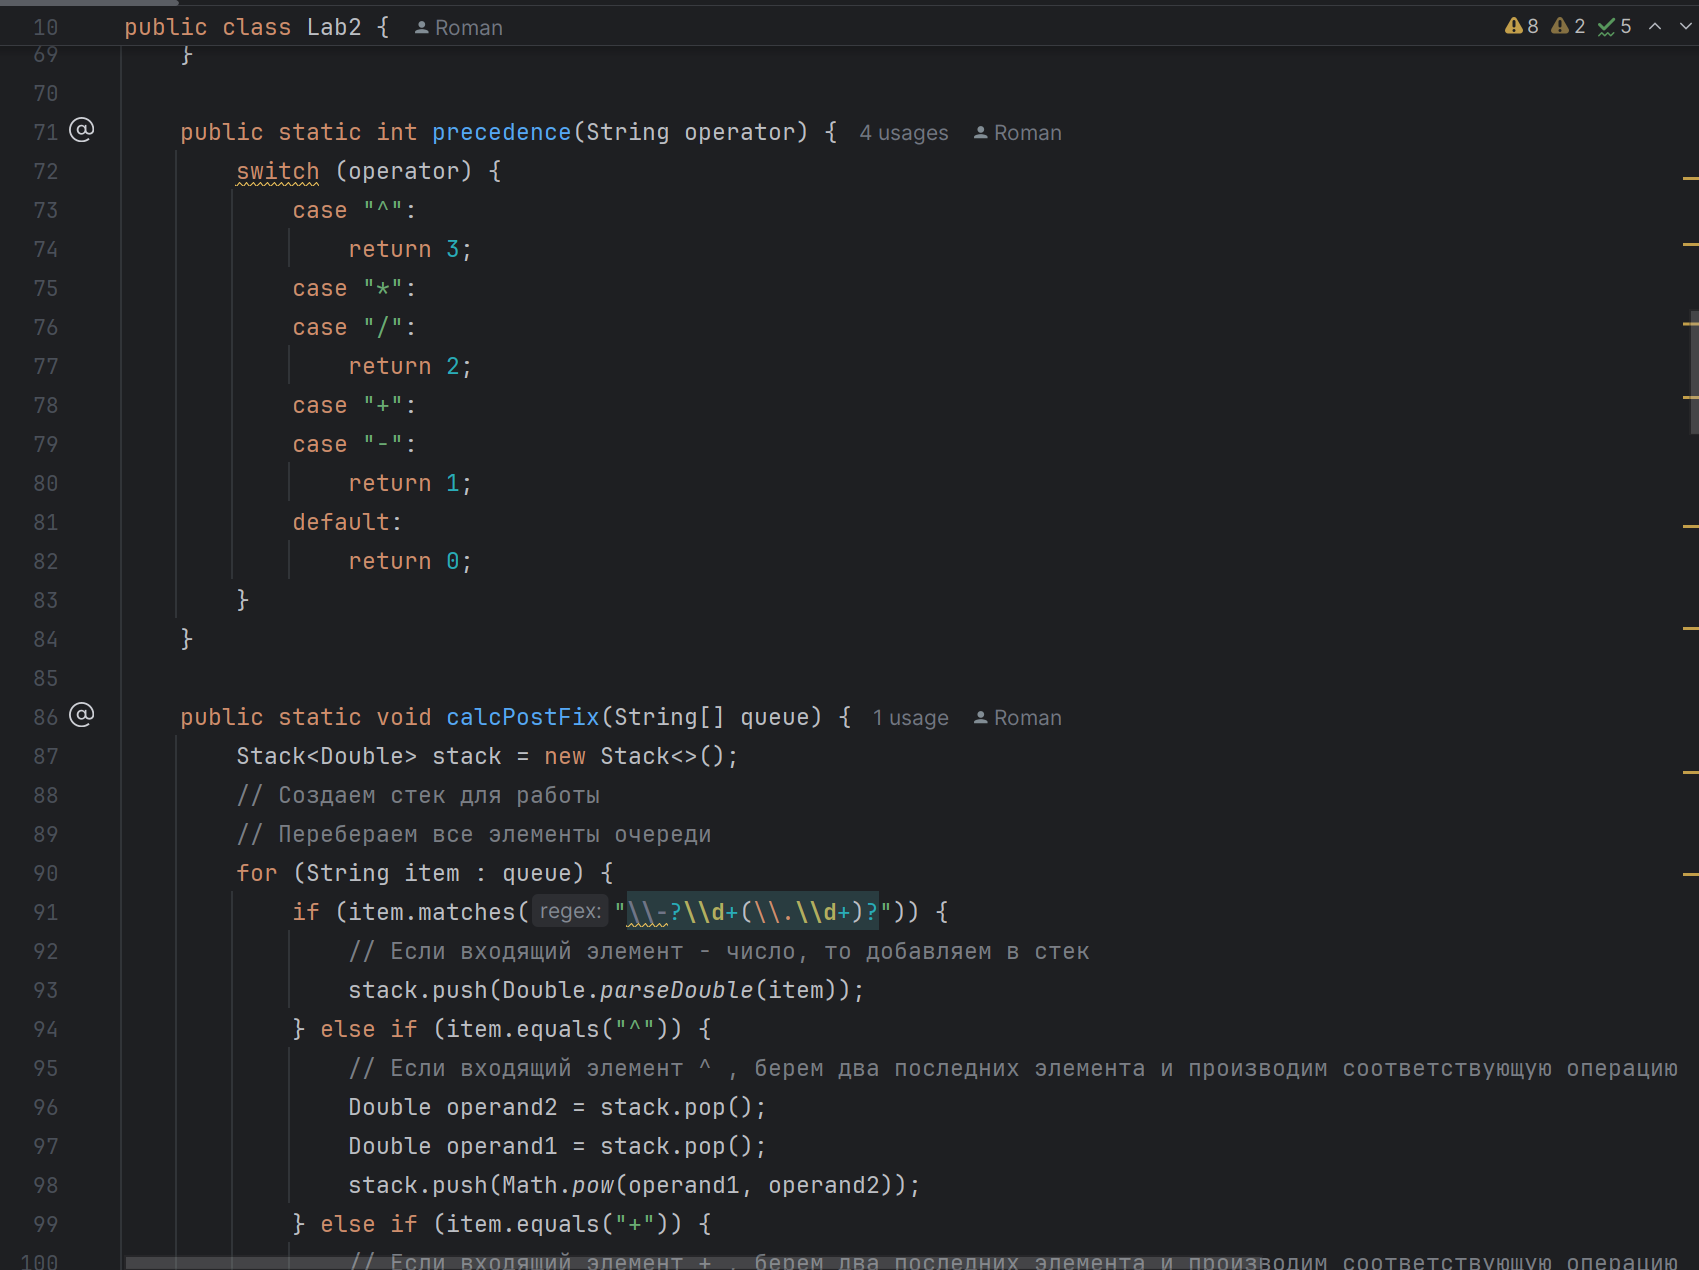 10 public class Lab2 { Roman 8 2 5
69 }
70
71 @ public static int precedence(String operator) { 4 usages Roman
72 switch (operator) {
73 case "^":
74 return 3;
75 case "*":
76 case "/":
77 return 2;
78 case "+":
79 case "-":
80 return 1;
81 default:
82 return 0;
83 }
84 }
85
86 @ public static void calcPostFix(String[] queue) { 1 usage Roman
87 Stack<Double> stack = new Stack<>();
88 // Создаем стек для работы
89 // Перебераем все элементы очереди
90 for (String item : queue) {
91 if (item.matches( regex: "\\-?\\d+(\\.\\d+)?")) {
92 // Если входящий элемент - число, то добавляем в стек
93 stack.push(Double.parseDouble(item));
94 } else if (item.equals("^")) {
95 // Если входящий элемент ^ , берем два последних элемента и производим соответствующую операцию
96 Double operand2 = stack.pop();
97 Double operand1 = stack.pop();
98 stack.push(Math.pow(operand1, operand2));
99 } else if (item.equals("+")) {
100 // Если входящий элемент + , берем два последних элемента и производим соответствующую операцию